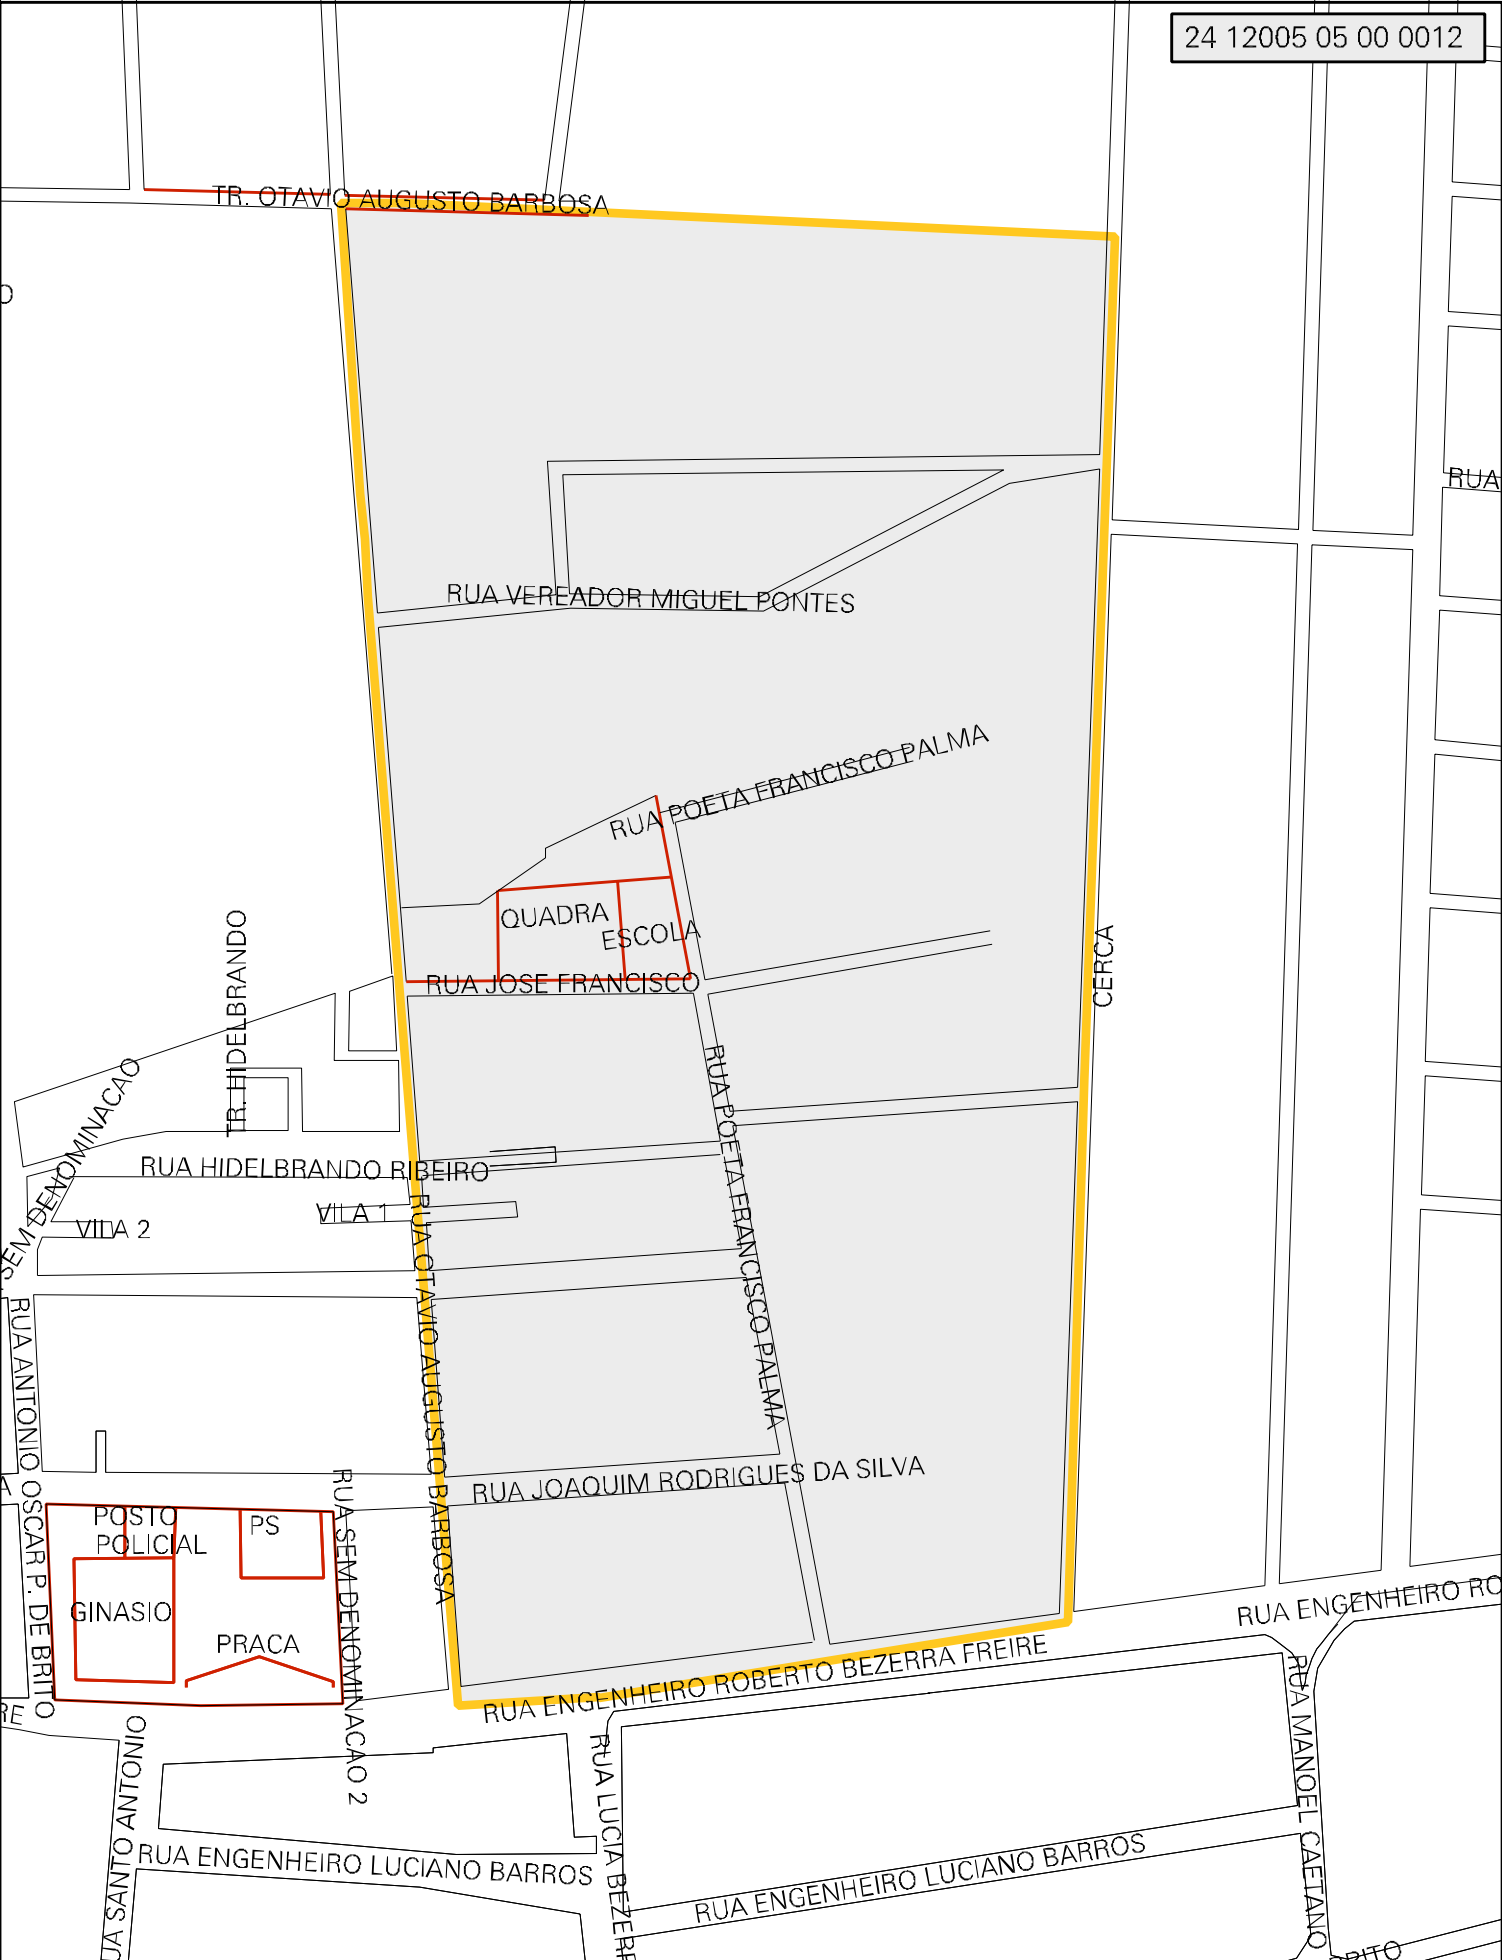 24 12005 05 00 0012
TR. OTAVIO AUGUSTO BARBOSA
O
RUA
RUA VEREADOR MIGUEL PONTES
RUA POETA FRANCISCO PALMA
QUADRA
ESCOLA
RUA JOSE FRANCISCO
CERCA
TR. HIDELBRANDO
SEM DENOMINACAO
RUA HIDELBRANDO RIBEIRO
VILA 1
VILA 2
RUA POETA FRANCISCO PALMA
RUA OTAVIO AUGUSTO BARBOSA
RUA ANTONIO OSCAR P. DE BRITO
RUA JOAQUIM RODRIGUES DA SILVA
A
POSTO
POLICIAL
PS
GINASIO
PRACA
RUA SEM DENOMINACAO 2
RUA ENGENHEIRO RO
RUA ENGENHEIRO ROBERTO BEZERRA FREIRE
RE
RUA SANTO ANTONIO
RUA LUCIA BEZERR
RUA MANOEL CAETANO
RUA ENGENHEIRO LUCIANO BARROS
RUA ENGENHEIRO LUCIANO BARROS
BRITO